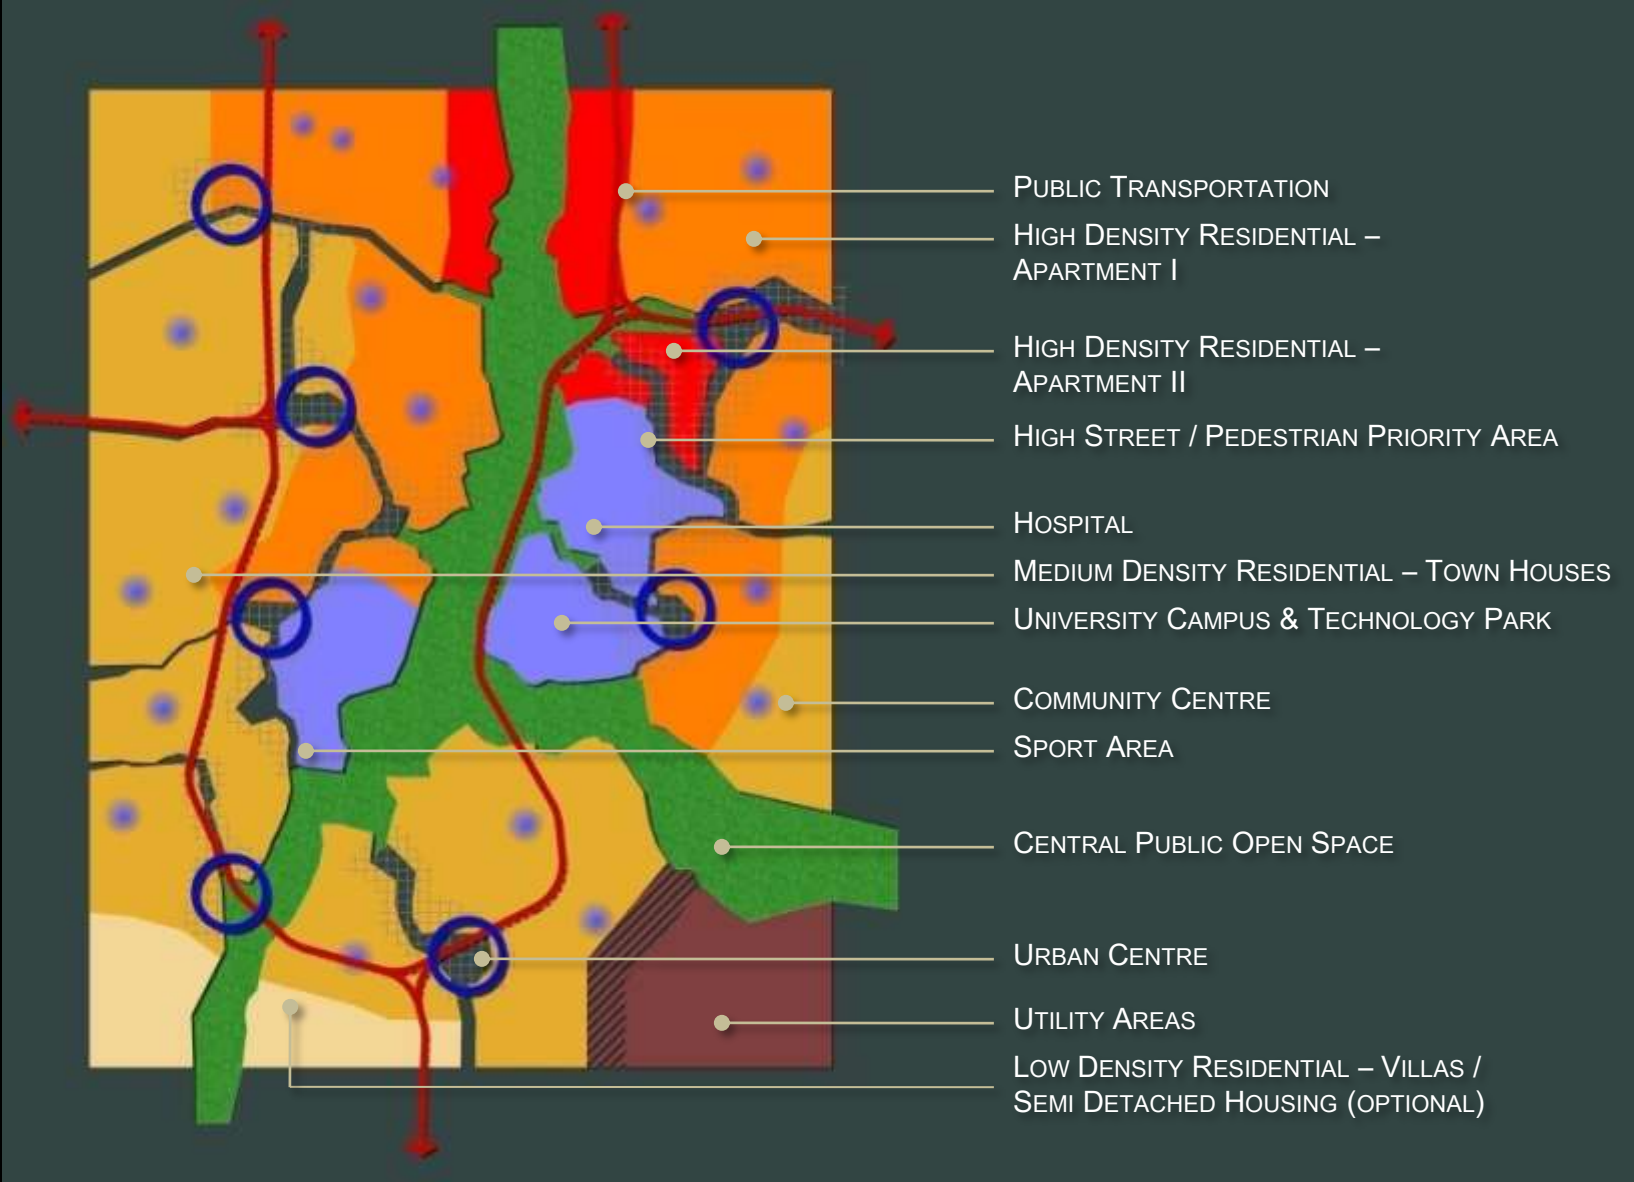 PUBLIC TRANSPORTATION
HIGH DENSITY RESIDENTIAL –
APARTMENT I
HIGH DENSITY RESIDENTIAL –
APARTMENT II
HIGH STREET / PEDESTRIAN PRIORITY AREA
HOSPITAL
MEDIUM DENSITY RESIDENTIAL – TOWN HOUSES
UNIVERSITY CAMPUS & TECHNOLOGY PARK
COMMUNITY CENTRE
SPORT AREA
CENTRAL PUBLIC OPEN SPACE
URBAN CENTRE
UTILITY AREAS
LOW DENSITY RESIDENTIAL – VILLAS /
SEMI DETACHED HOUSING (OPTIONAL)